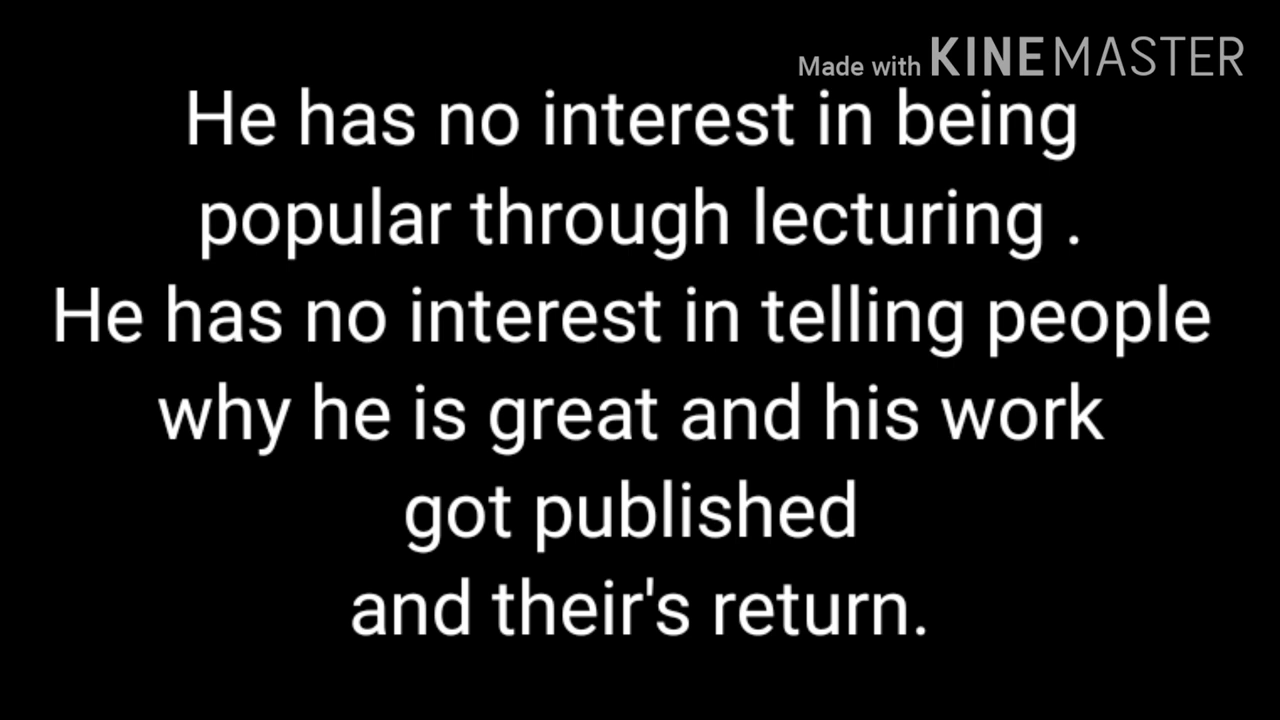 Made with KINEMASTER
He has no interest in being
popular through lecturing .
He has no interest in telling people
why he is great and his work
got published
and their's return.